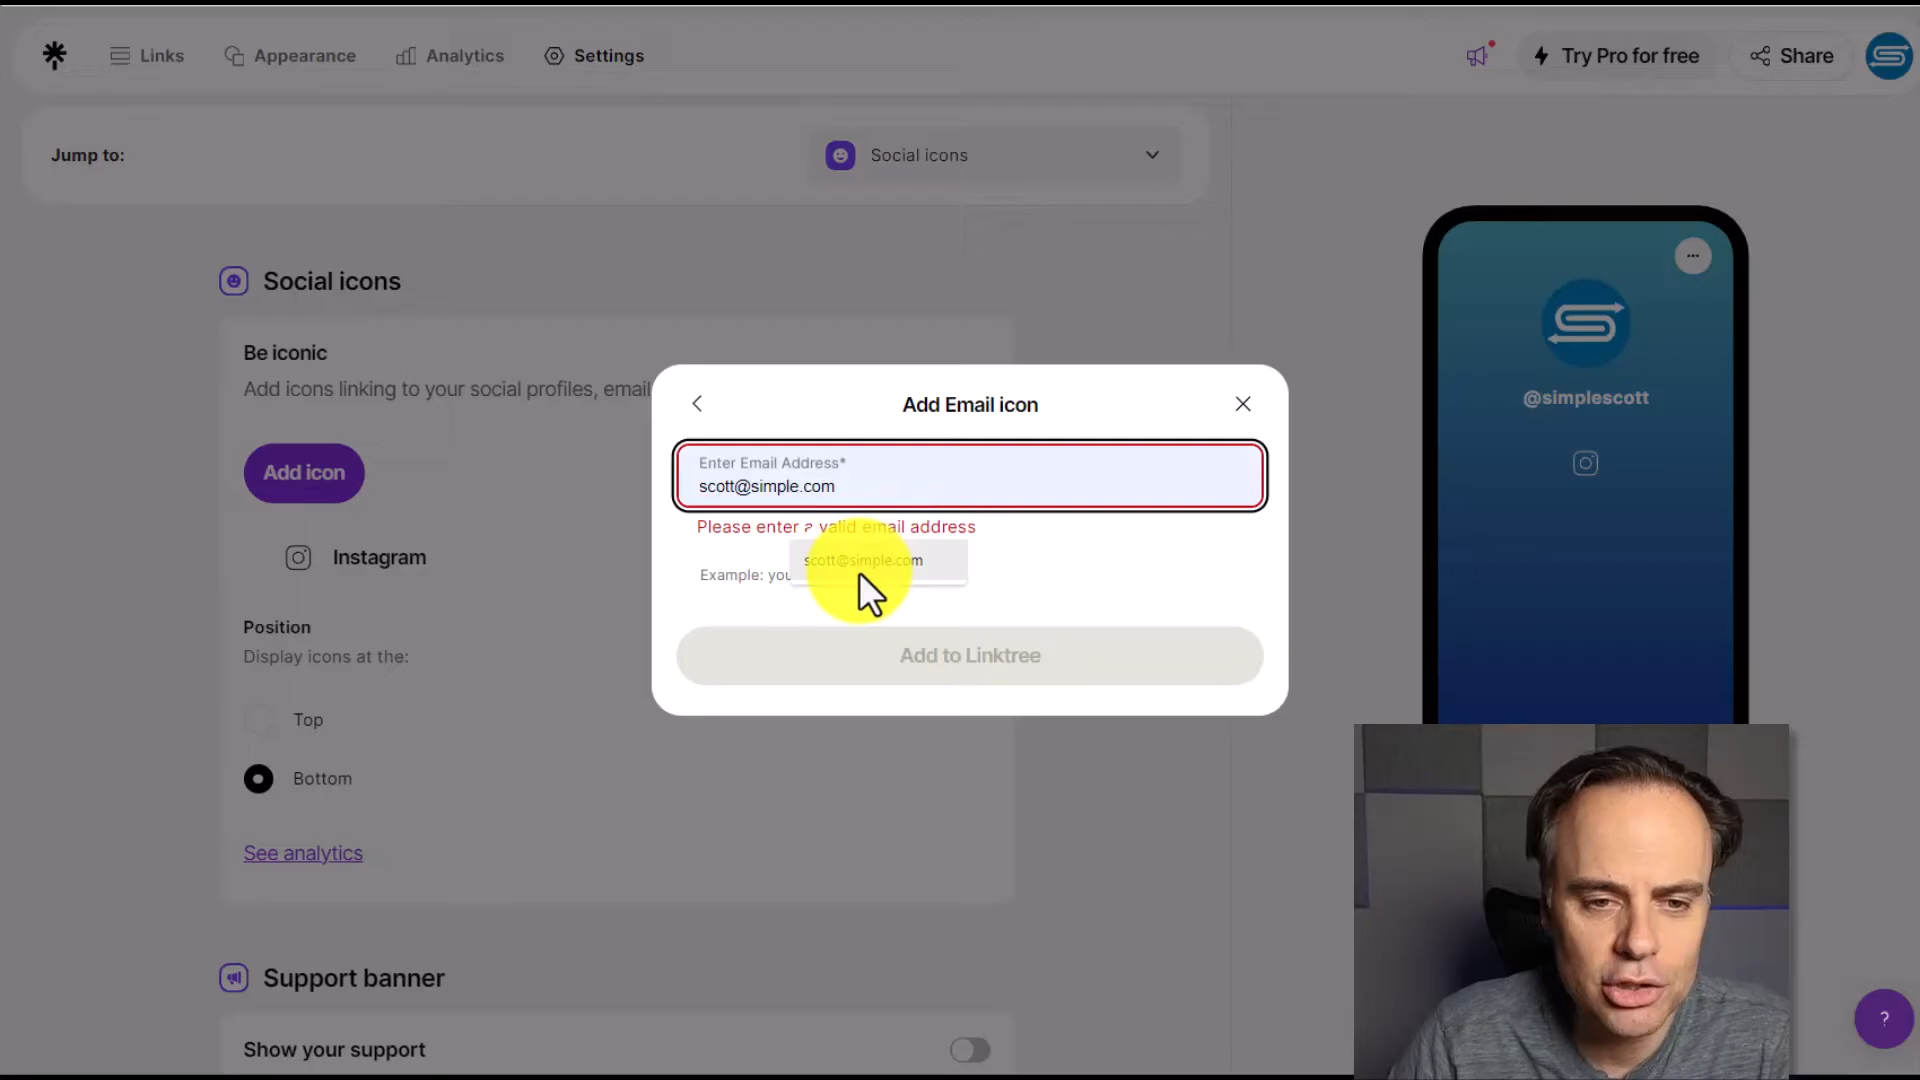 Links
Appearance
Analytics
Settings
Try Pro for free
Share
Jump to:
Social icons
Social icons
Be iconic
Add icons linking to your social profiles, email
Add icon
Instagram
Position
Display icons at the:
Top
Bottom
See analytics
Support banner
Show your support
Add Email icon
Enter Email Address*
scott@simple.com
Please enter a valid email address
scott@simple.com
Example: you
Add to Linktree
@simplescott
?